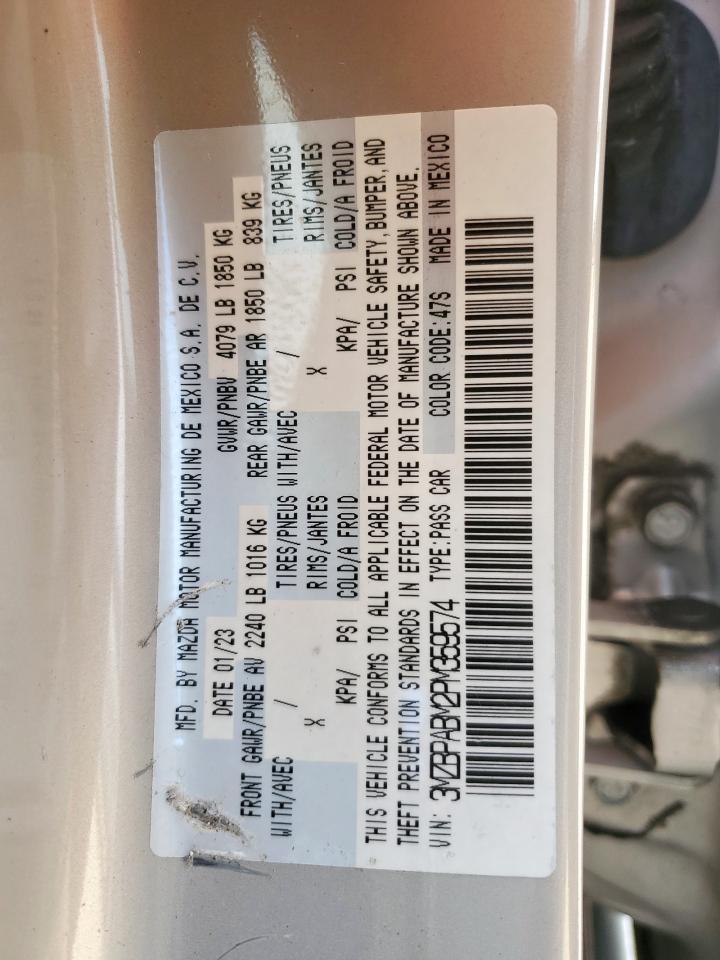 MFD. BY MAZDA MOTOR MANUFACTURING DE MEXICO S.A. DE C.V.
DATE 01/23 GVWR/PNBV 4079 LB 1850 KG
FRONT GAWR/PNBE AV 2240 LB 1016 KG REAR GAWR/PNBE AR 1850 LB 839 KG
WITH/AVEC / TIRES/PNEUS WITH/AVEC / TIRES/PNEUS
X RIMS/JANTES X RIMS/JANTES
KPA/ PSI COLD/A FROID KPA/ PSI COLD/A FROID
THIS VEHICLE CONFORMS TO ALL APPLICABLE FEDERAL MOTOR VEHICLE SAFETY, BUMPER, AND
THEFT PREVENTION STANDARDS IN EFFECT ON THE DATE OF MANUFACTURE SHOWN ABOVE.
VIN: 3MZBPABM2PM369574 TYPE:PASS CAR COLOR CODE:47S MADE IN MEXICO